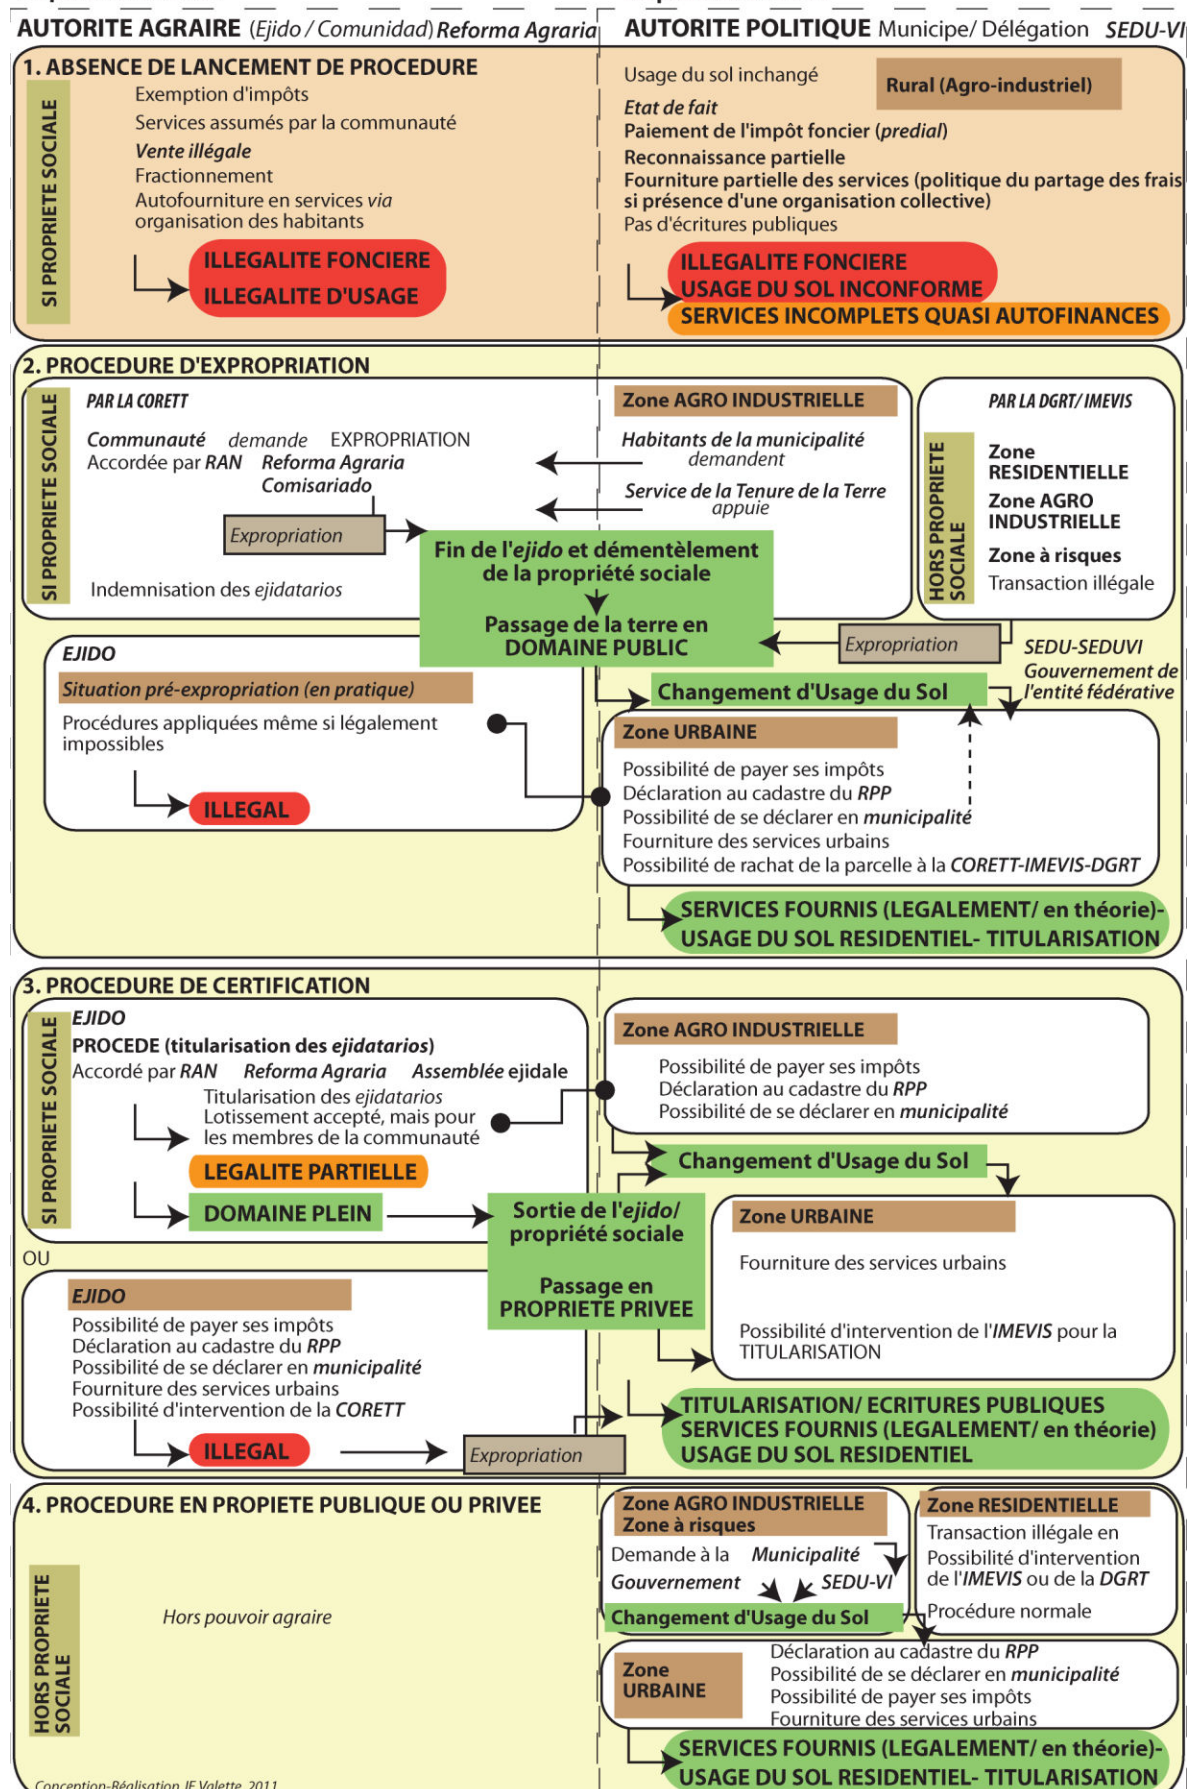 AUTORITE AGRAIRE (Ejido / Comunidad) Reforma Agraria
AUTORITE POLITIQUE Municipe/ Délégation SEDU-VI
1. ABSENCE DE LANCEMENT DE PROCEDURE
SI PROPRIETE SOCIALE
Exemption d'impôts
Services assumés par la communauté
Vente illégale
Fractionnement
Autofourniture en services via
organisation des habitants
ILLEGALITE FONCIERE
ILLEGALITE D'USAGE
Usage du sol inchangé
Rural (Agro-industriel)
Etat de fait
Paiement de l'impôt foncier (predial)
Reconnaissance partielle
Fourniture partielle des services (politique du partage des frais
si présence d'une organisation collective)
Pas d'écritures publiques
ILLEGALITE FONCIERE
USAGE DU SOL INCONFORME
SERVICES INCOMPLETS QUASI AUTOFINANCES
2. PROCEDURE D'EXPROPRIATION
SI PROPRIETE SOCIALE
PAR LA CORETT
Communauté demande EXPROPRIATION
Accordée par RAN Reforma Agraria
Comisariado
Expropriation
Indemnisation des ejidatarios
Zone AGRO INDUSTRIELLE
Habitants de la municipalité
demandent
Service de la Tenure de la Terre
appuie
Fin de l'ejido et démentèlement
de la propriété sociale
Passage de la terre en
DOMAINE PUBLIC
PAR LA DGRT/ IMEVIS
HORS PROPRIETE
SOCIALE
Zone
RESIDENTIELLE
Zone AGRO
INDUSTRIELLE
Zone à risques
Transaction illégale
Expropriation
SEDU-SEDUVI
Gouvernement de
l'entité fédérative
EJIDO
Situation pré-expropriation (en pratique)
Procédures appliquées même si légalement
impossibles
ILLEGAL
Changement d'Usage du Sol
Zone URBAINE
Possibilité de payer ses impôts
Déclaration au cadastre du RPP
Possibilité de se déclarer en municipalité
Fourniture des services urbains
Possibilité de rachat de la parcelle à la CORETT-IMEVIS-DGRT
SERVICES FOURNIS (LEGALEMENT/ en théorie)-
USAGE DU SOL RESIDENTIEL- TITULARISATION
3. PROCEDURE DE CERTIFICATION
SI PROPRIETE SOCIALE
EJIDO
PROCEDE (titularisation des ejidatarios)
Accordé par RAN Reforma Agraria Assemblée ejidale
Titularisation des ejidatarios
Lotissement accepté, mais pour
les membres de la communauté
LEGALITE PARTIELLE
DOMAINE PLEIN
Zone AGRO INDUSTRIELLE
Possibilité de payer ses impôts
Déclaration au cadastre du RPP
Possibilité de se déclarer en municipalité
Changement d'Usage du Sol
Sortie de l'ejido/
propriété sociale
Passage en
PROPRIETE PRIVEE
Zone URBAINE
Fourniture des services urbains
Possibilité d'intervention de l'IMEVIS pour la
TITULARISATION
OU
EJIDO
Possibilité de payer ses impôts
Déclaration au cadastre du RPP
Possibilité de se déclarer en municipalité
Fourniture des services urbains
Possibilité d'intervention de la CORETT
ILLEGAL
Expropriation
TITULARISATION/ ECRITURES PUBLIQUES
SERVICES FOURNIS (LEGALEMENT/ en théorie)
USAGE DU SOL RESIDENTIEL
4. PROCEDURE EN PROPIETE PUBLIQUE OU PRIVEE
HORS PROPRIETE
SOCIALE
Hors pouvoir agraire
Zone AGRO INDUSTRIELLE
Zone à risques
Demande à la Municipalité
Gouvernement SEDU-VI
Changement d'Usage du Sol
Zone RESIDENTIELLE
Transaction illégale en
Possibilité d'intervention
de l'IMEVIS ou de la DGRT
Procédure normale
Zone
URBAINE
Déclaration au cadastre du RPP
Possibilité de se déclarer en municipalité
Possibilité de payer ses impôts
Fourniture des services urbains
SERVICES FOURNIS (LEGALEMENT/ en théorie)-
USAGE DU SOL RESIDENTIEL- TITULARISATION
Conception-Réalisation JF Valette, 2011